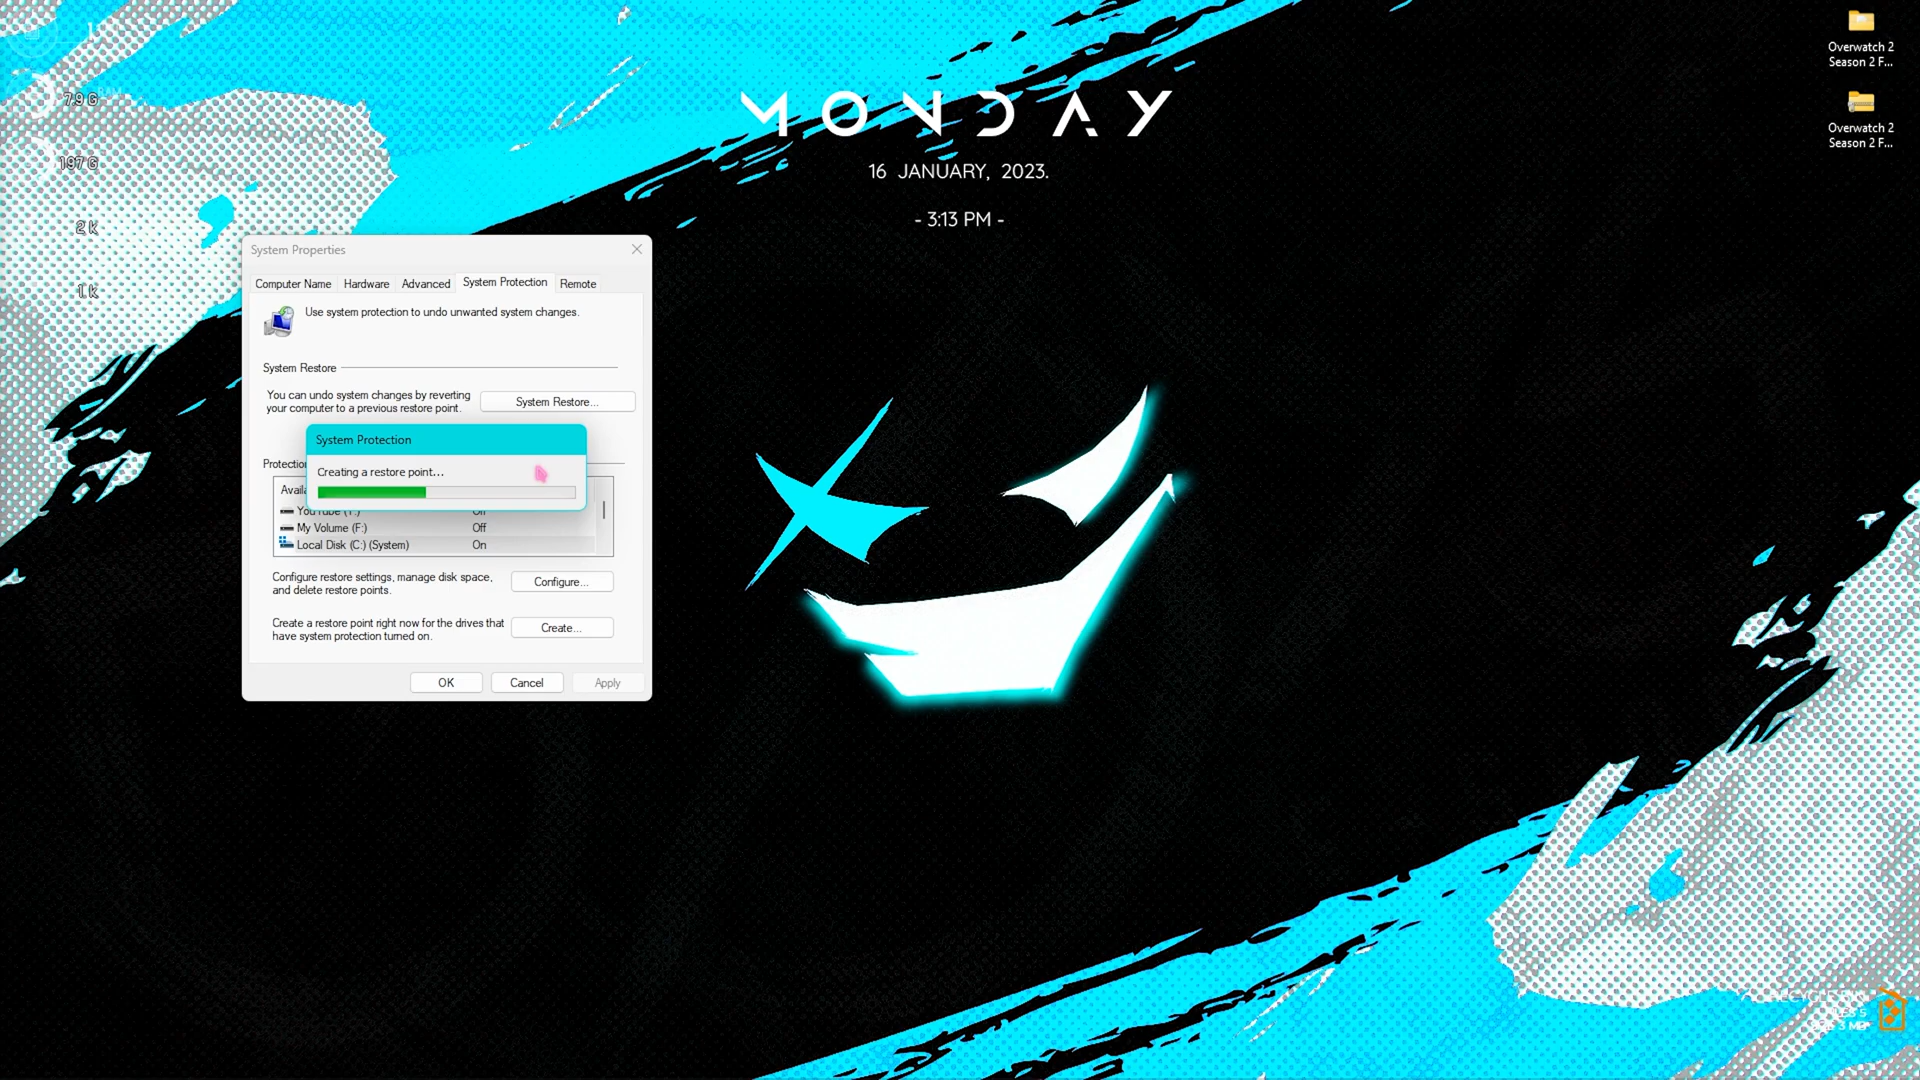 7.9 G RAM
197 G
2 k
1 k
MONDAY
16 JANUARY, 2023.
- 3:13 PM -
Overwatch 2
Season 2 F...
Overwatch 2
Season 2 F...
System Properties
Computer Name Hardware Advanced System Protection Remote
Use system protection to undo unwanted system changes.
System Restore
You can undo system changes by reverting
your computer to a previous restore point.
System Restore...
System Protection
Creating a restore point...
My Volume (F:) Off
Local Disk (C:) (System) On
Configure restore settings, manage disk space,
and delete restore points.
Configure...
Create a restore point right now for the drives that
have system protection turned on.
Create...
OK Cancel Apply